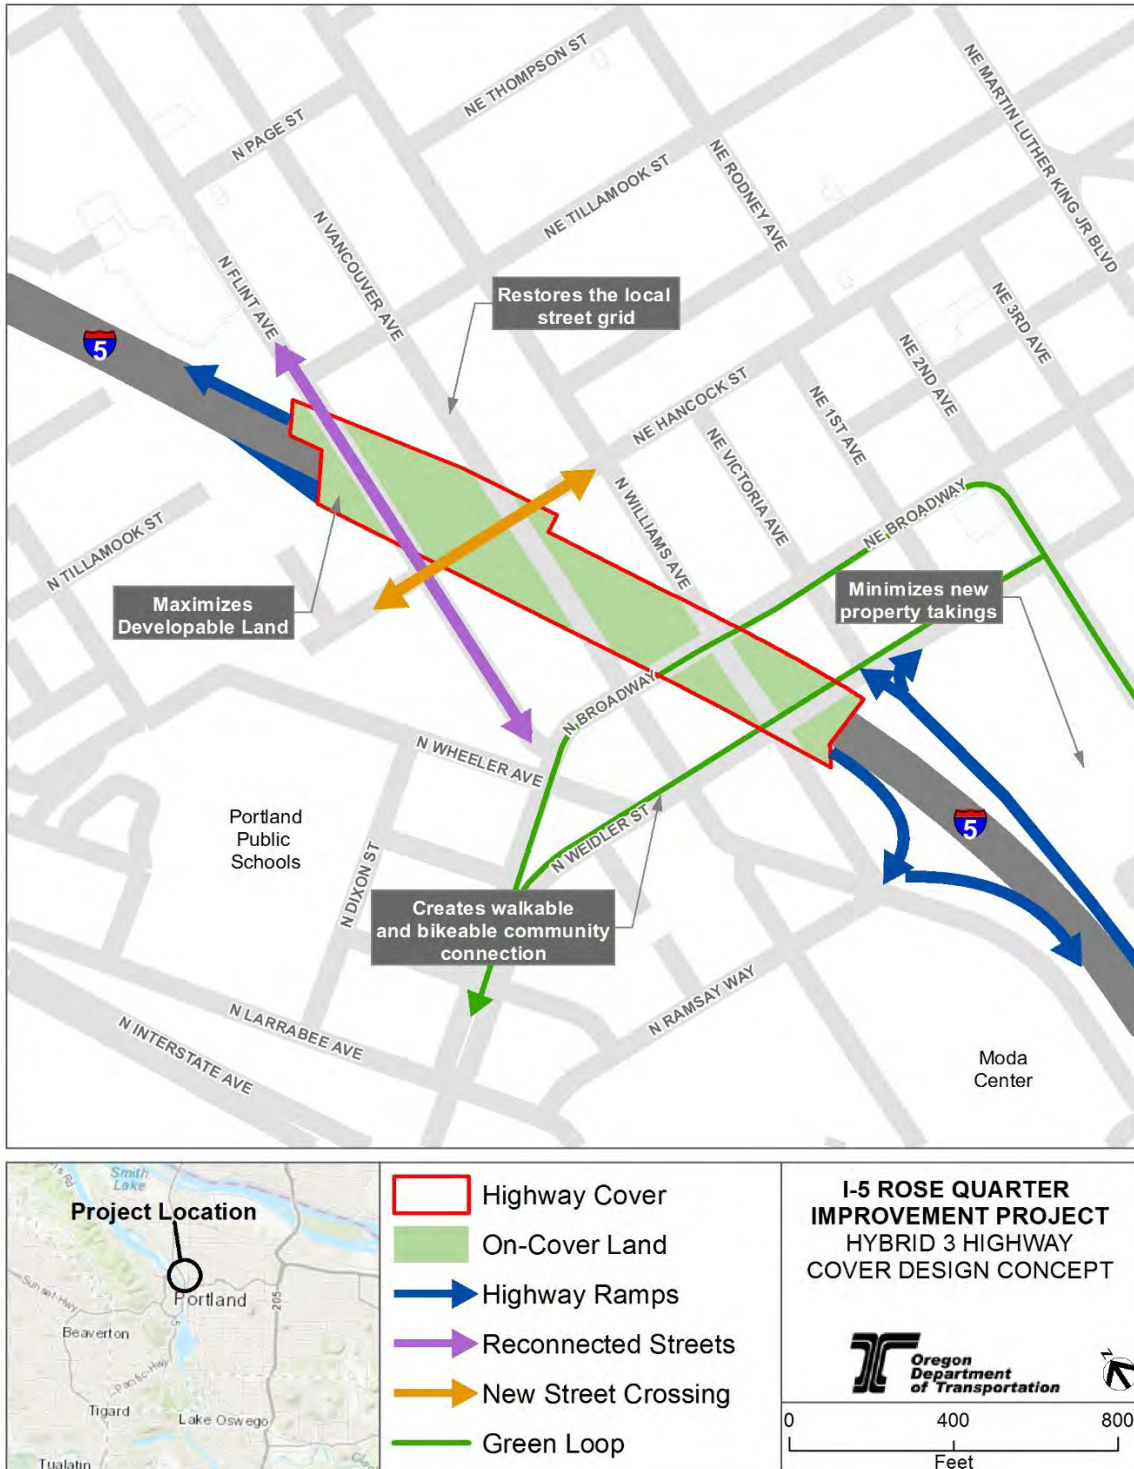 NE THOMPSON ST
NE MARTIN LUTHER KING JR BLVD
N PAGE ST
NE RODNEY AVE
NE TILLAMOOK ST
N VANCOUVER AVE
N FLINT AVE
Restores the local
street grid
NE 3RD AVE
NE 2ND AVE
5
NE HANCOCK ST
NE 1ST AVE
NE VICTORIA AVE
N WILLIAMS AVE
NE BROADWAY
N TILLAMOOK ST
Maximizes
Developable Land
Minimizes new
property takings
N BROADWAY
N WHEELER AVE
Portland
Public
Schools
N WEIDLER ST
5
N DIXON ST
Creates walkable
and bikeable community
connection
N RAMSAY WAY
N LARRABEE AVE
N INTERSTATE AVE
Moda
Center
Smith
Lake
Project Location
Portland
Sunset Hwy
205
5
Beaverton
Pacific Hwy
Tigard
Lake Oswego
Tualatin
Highway Cover
On-Cover Land
Highway Ramps
Reconnected Streets
New Street Crossing
Green Loop
I-5 ROSE QUARTER
IMPROVEMENT PROJECT
HYBRID 3 HIGHWAY
COVER DESIGN CONCEPT
Oregon
Department
of Transportation
Z
0 400 800
Feet